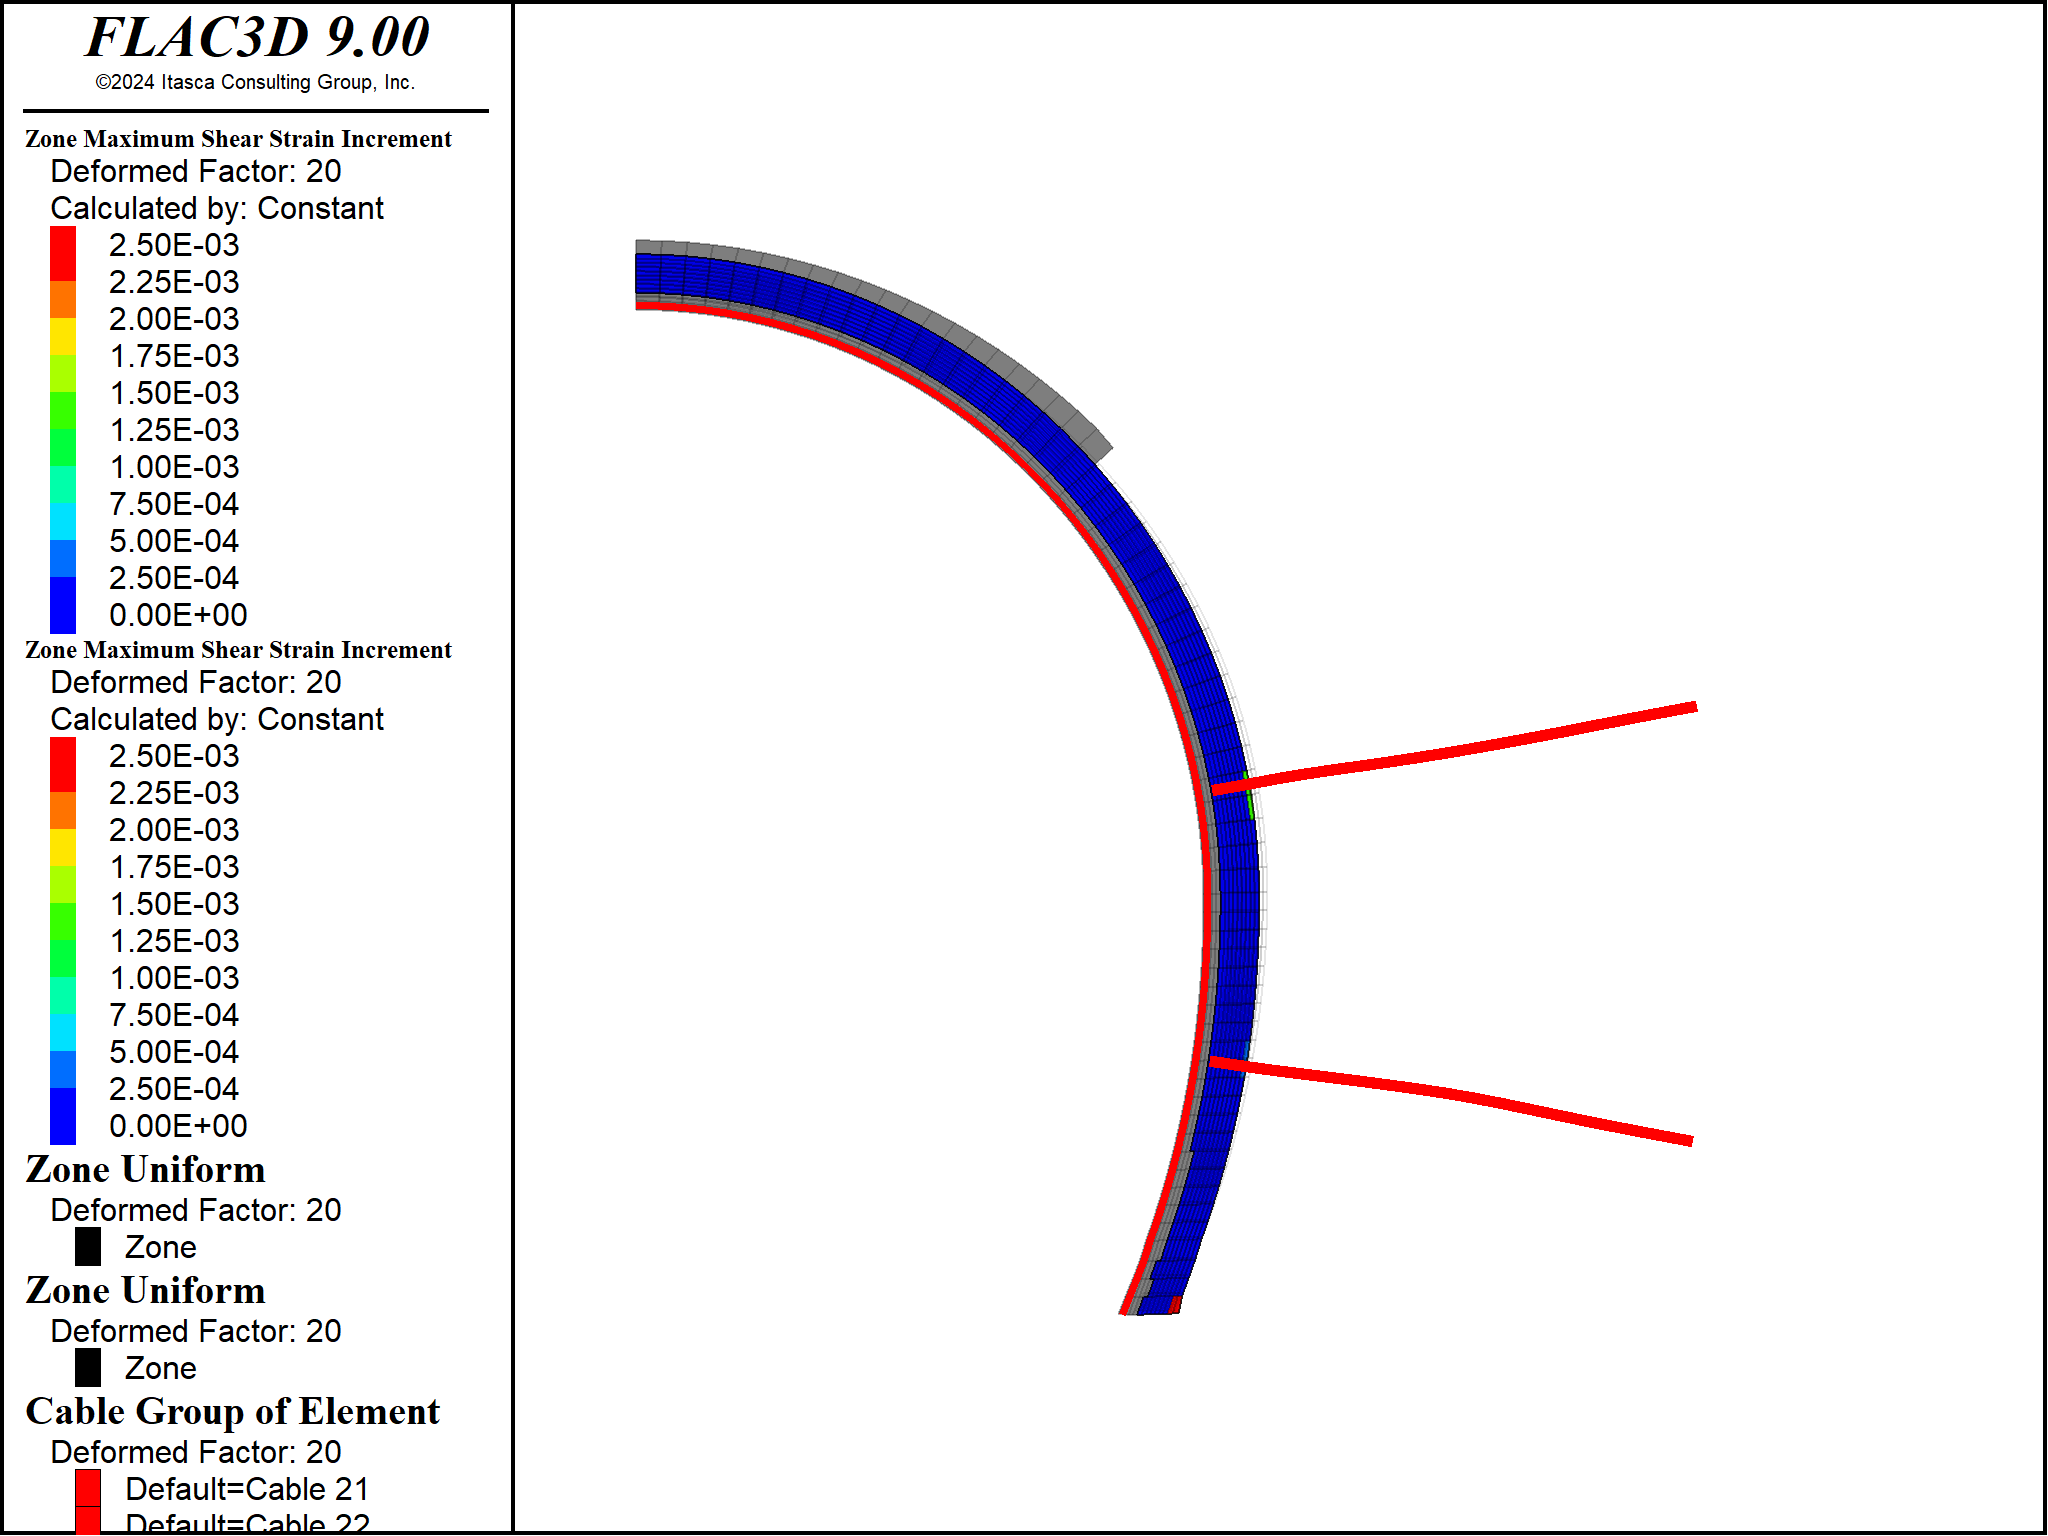 FLAC3D 9.00
©2024 Itasca Consulting Group, Inc.
Zone Maximum Shear Strain Increment
Deformed Factor: 20
Calculated by: Constant
2.50E-03
2.25E-03
2.00E-03
1.75E-03
1.50E-03
1.25E-03
1.00E-03
7.50E-04
5.00E-04
2.50E-04
0.00E+00
Zone Maximum Shear Strain Increment
Deformed Factor: 20
Calculated by: Constant
2.50E-03
2.25E-03
2.00E-03
1.75E-03
1.50E-03
1.25E-03
1.00E-03
7.50E-04
5.00E-04
2.50E-04
0.00E+00
Zone Uniform
Deformed Factor: 20
Zone
Zone Uniform
Deformed Factor: 20
Zone
Cable Group of Element
Deformed Factor: 20
Default=Cable 21
Default=Cable 22